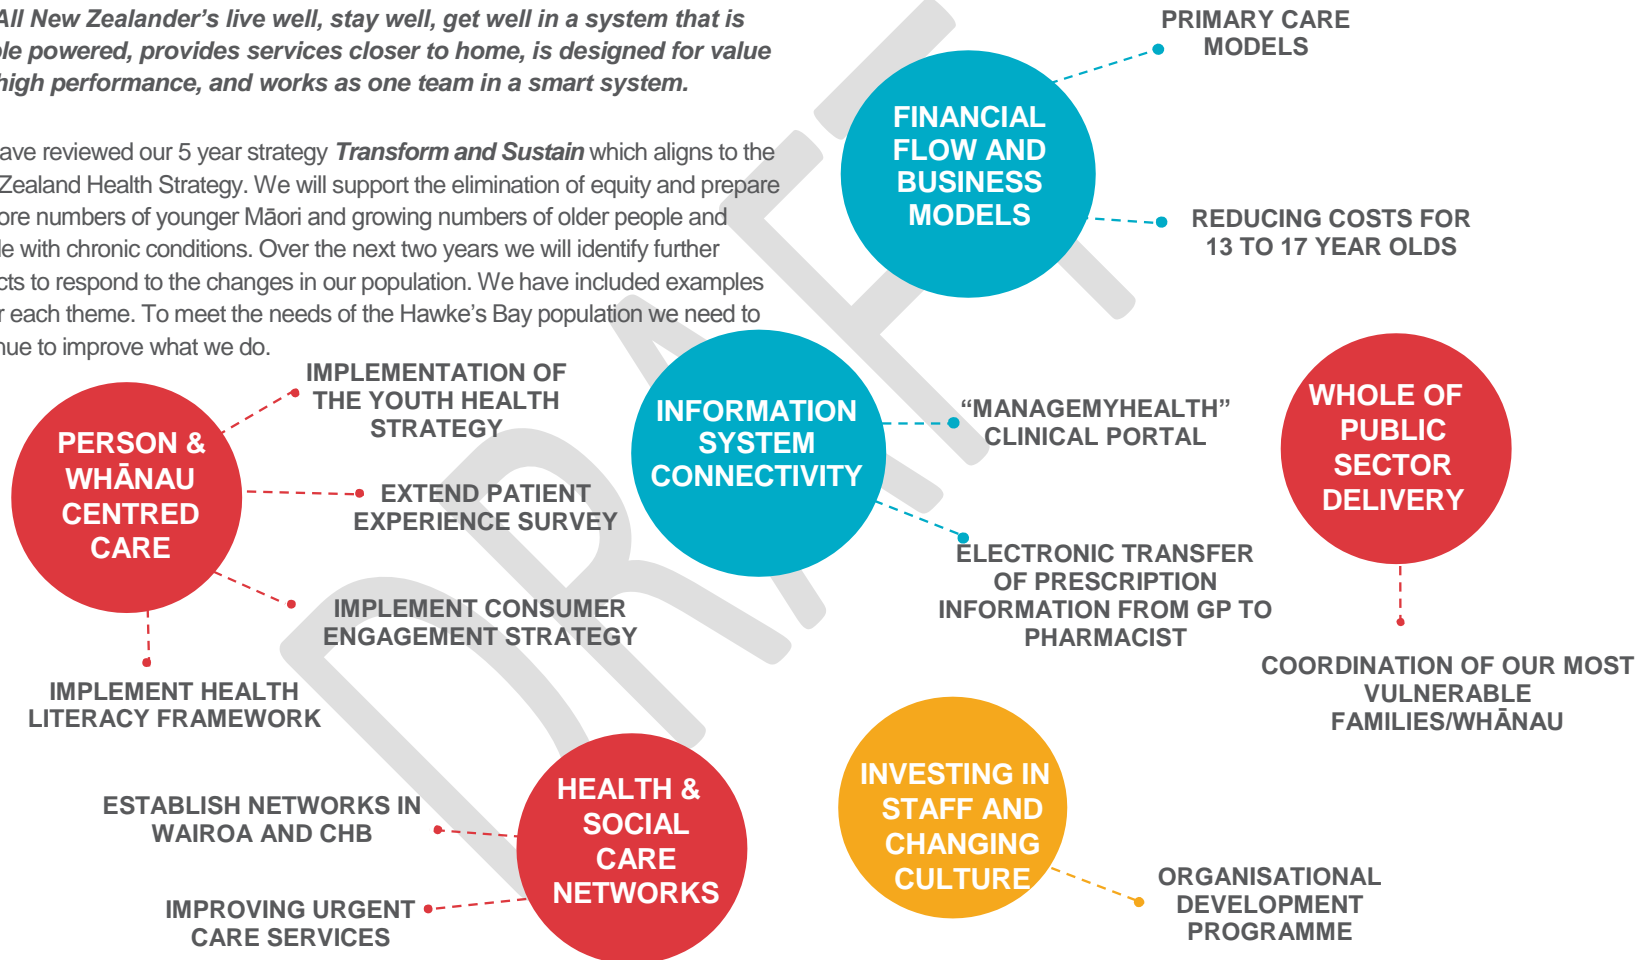 All New Zealander’s live well, stay well, get well in a system that is
ple powered, provides services closer to home, is designed for value
high performance, and works as one team in a smart system.
ave reviewed our 5 year strategy Transform and Sustain which aligns to the
Zealand Health Strategy. We will support the elimination of equity and prepare
ore numbers of younger Māori and growing numbers of older people and
le with chronic conditions. Over the next two years we will identify further
cts to respond to the changes in our population. We have included examples
r each theme. To meet the needs of the Hawke’s Bay population we need to
nue to improve what we do.
PRIMARY CARE
MODELS
FINANCIAL
FLOW AND
BUSINESS
MODELS
REDUCING COSTS FOR
13 TO 17 YEAR OLDS
PERSON &
WHĀNAU
CENTRED
CARE
IMPLEMENTATION OF
THE YOUTH HEALTH
STRATEGY
EXTEND PATIENT
EXPERIENCE SURVEY
IMPLEMENT CONSUMER
ENGAGEMENT STRATEGY
IMPLEMENT HEALTH
LITERACY FRAMEWORK
INFORMATION
SYSTEM
CONNECTIVITY
“MANAGEMYHEALTH”
CLINICAL PORTAL
ELECTRONIC TRANSFER
OF PRESCRIPTION
INFORMATION FROM GP TO
PHARMACIST
WHOLE OF
PUBLIC
SECTOR
DELIVERY
COORDINATION OF OUR MOST
VULNERABLE
FAMILIES/WHĀNAU
HEALTH &
SOCIAL
CARE
NETWORKS
ESTABLISH NETWORKS IN
WAIROA AND CHB
IMPROVING URGENT
CARE SERVICES
INVESTING IN
STAFF AND
CHANGING
CULTURE
ORGANISATIONAL
DEVELOPMENT
PROGRAMME
DRAFT